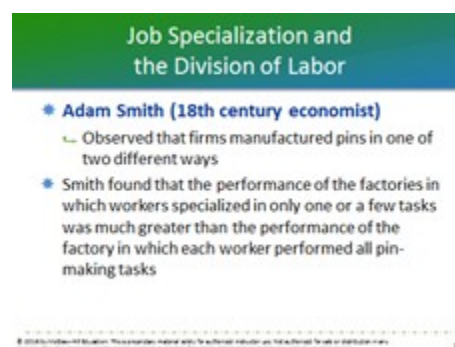 Job Specialization and
the Division of Labor
Adam Smith (18th century economist)
Observed that firms manufactured pins in one of
two different ways
Smith found that the performance of the factories in
which workers specialized in only one or a few tasks
was much greater than the performance of the
factory in which each worker performed all pin-
making tasks